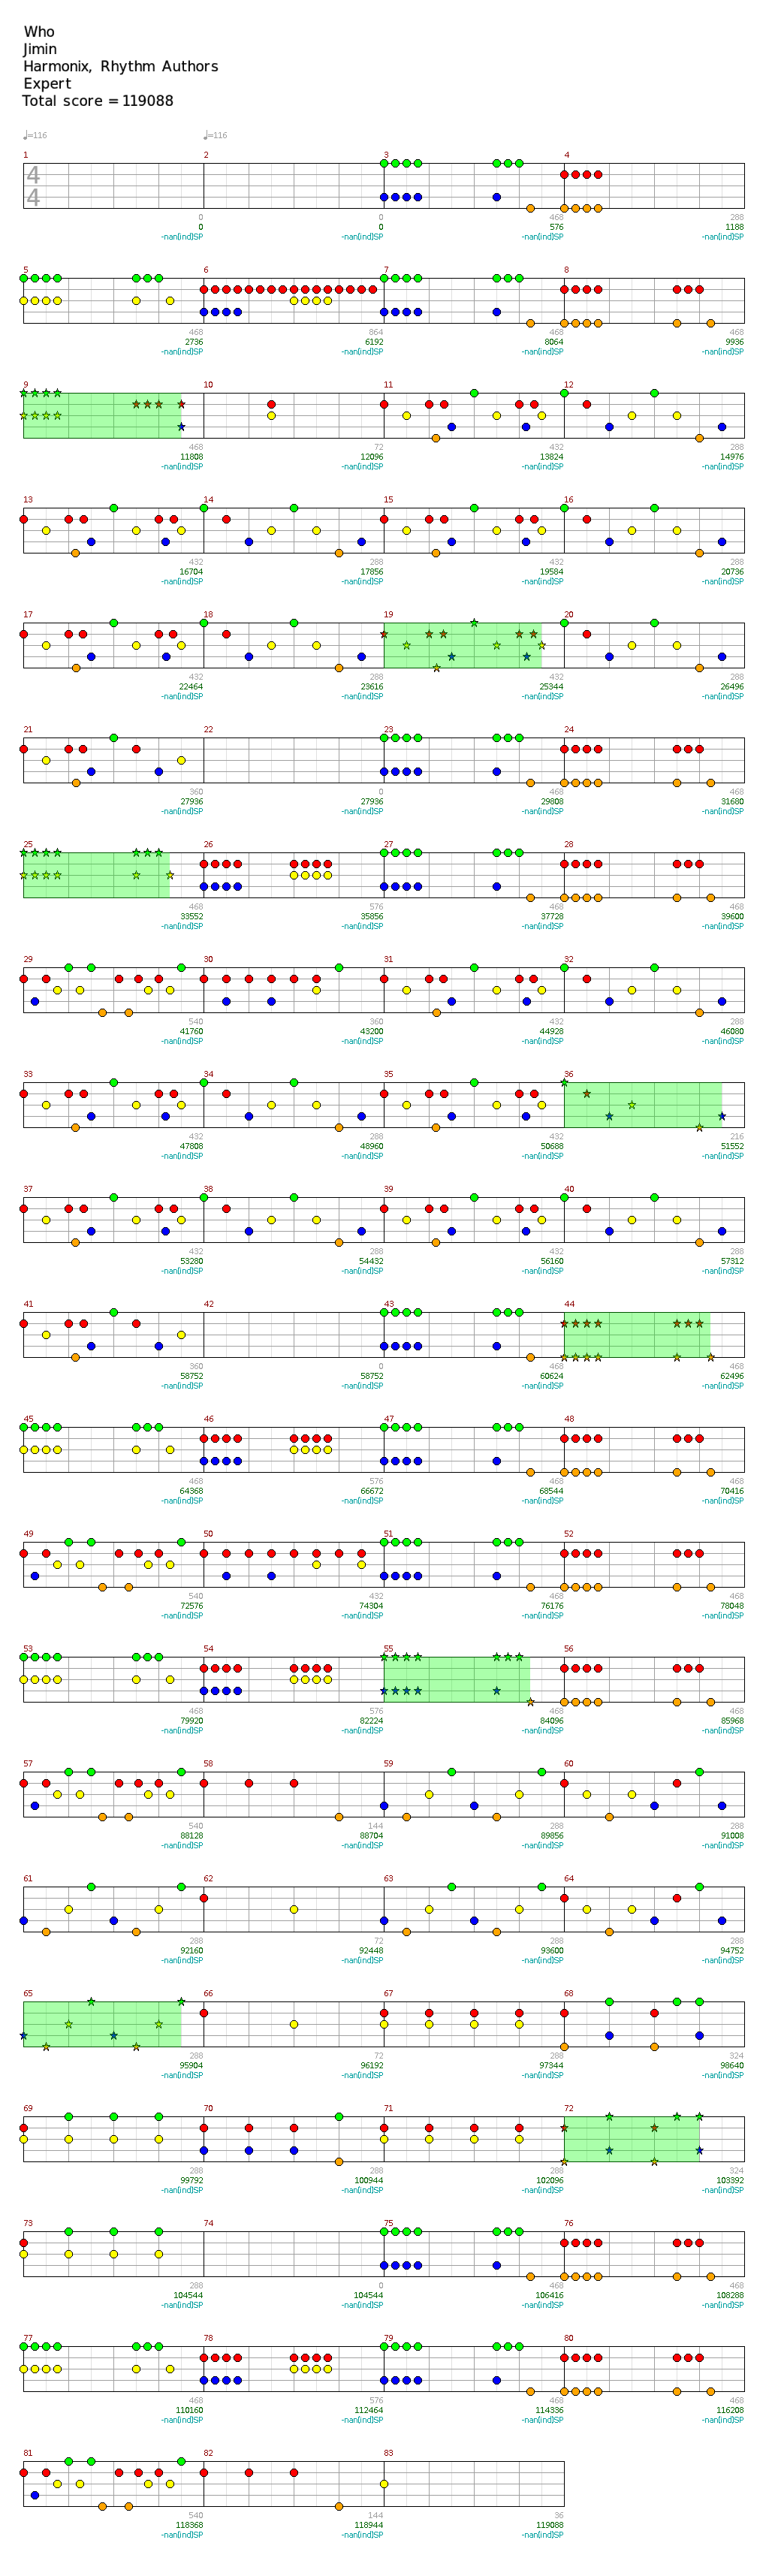 Who
Jimin
Harmonix, Rhythm Authors
Expert
Total score = 119088
♩=116 ♩=116
1 2 3 4
4
4
0 0 468 288
0 0 576 1188
-nan(ind)SP -nan(ind)SP -nan(ind)SP -nan(ind)SP
5 6 7 8
468 864 468 468
2736 6192 8064 9936
-nan(ind)SP -nan(ind)SP -nan(ind)SP -nan(ind)SP
9 10 11 12
468 72 432 288
11808 12096 13824 14976
-nan(ind)SP -nan(ind)SP -nan(ind)SP -nan(ind)SP
13 14 15 16
432 288 432 288
16704 17856 19584 20736
-nan(ind)SP -nan(ind)SP -nan(ind)SP -nan(ind)SP
17 18 19 20
432 288 432 288
22464 23616 25344 26496
-nan(ind)SP -nan(ind)SP -nan(ind)SP -nan(ind)SP
21 22 23 24
360 0 468 468
27936 27936 29808 31680
-nan(ind)SP -nan(ind)SP -nan(ind)SP -nan(ind)SP
25 26 27 28
468 576 468 468
33552 35856 37728 39600
-nan(ind)SP -nan(ind)SP -nan(ind)SP -nan(ind)SP
29 30 31 32
540 360 432 288
41760 43200 44928 46080
-nan(ind)SP -nan(ind)SP -nan(ind)SP -nan(ind)SP
33 34 35 36
432 288 432 216
47808 48960 50688 51552
-nan(ind)SP -nan(ind)SP -nan(ind)SP -nan(ind)SP
37 38 39 40
432 288 432 288
53280 54432 56160 57312
-nan(ind)SP -nan(ind)SP -nan(ind)SP -nan(ind)SP
41 42 43 44
360 0 468 468
58752 58752 60624 62496
-nan(ind)SP -nan(ind)SP -nan(ind)SP -nan(ind)SP
45 46 47 48
468 576 468 468
64368 66672 68544 70416
-nan(ind)SP -nan(ind)SP -nan(ind)SP -nan(ind)SP
49 50 51 52
540 432 468 468
72576 74304 76176 78048
-nan(ind)SP -nan(ind)SP -nan(ind)SP -nan(ind)SP
53 54 55 56
468 576 468 468
79920 82224 84096 85968
-nan(ind)SP -nan(ind)SP -nan(ind)SP -nan(ind)SP
57 58 59 60
540 144 288 288
88128 88704 89856 91008
-nan(ind)SP -nan(ind)SP -nan(ind)SP -nan(ind)SP
61 62 63 64
288 72 288 288
92160 92448 93600 94752
-nan(ind)SP -nan(ind)SP -nan(ind)SP -nan(ind)SP
65 66 67 68
288 72 288 324
95904 96192 97344 98640
-nan(ind)SP -nan(ind)SP -nan(ind)SP -nan(ind)SP
69 70 71 72
288 288 288 324
99792 100944 102096 103392
-nan(ind)SP -nan(ind)SP -nan(ind)SP -nan(ind)SP
73 74 75 76
288 0 468 468
104544 104544 106416 108288
-nan(ind)SP -nan(ind)SP -nan(ind)SP -nan(ind)SP
77 78 79 80
468 576 468 468
110160 112464 114336 116208
-nan(ind)SP -nan(ind)SP -nan(ind)SP -nan(ind)SP
81 82 83
540 144 36
118368 118944 119088
-nan(ind)SP -nan(ind)SP -nan(ind)SP